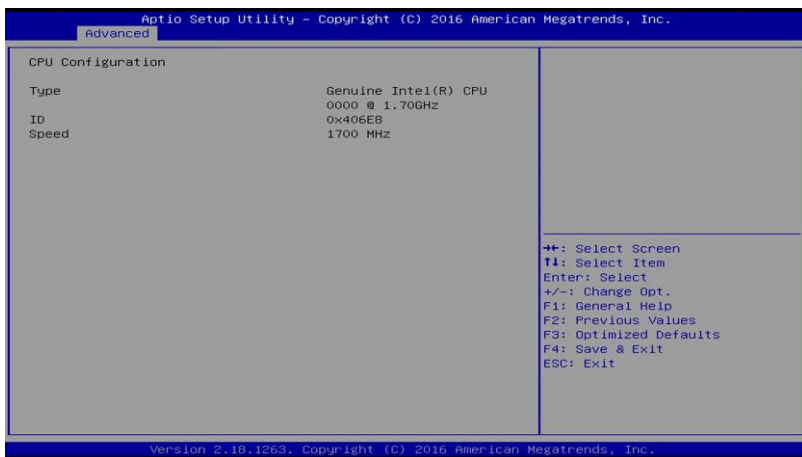 Aptio Setup Utility – Copyright (C) 2016 American Megatrends, Inc.
Advanced
CPU Configuration
Type Genuine Intel(R) CPU
0000 @ 1.70GHz
ID 0x406E8
Speed 1700 MHz
→←: Select Screen
↑↓: Select Item
Enter: Select
+/-: Change Opt.
F1: General Help
F2: Previous Values
F3: Optimized Defaults
F4: Save & Exit
ESC: Exit
Version 2.18.1263. Copyright (C) 2016 American Megatrends, Inc.